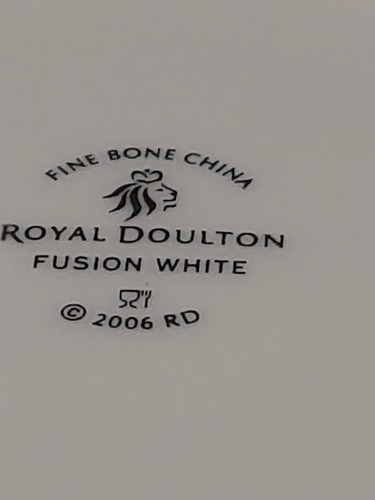 FINE BONE CHINA
ROYAL DOULTON
FUSION WHITE
© 2006 RD